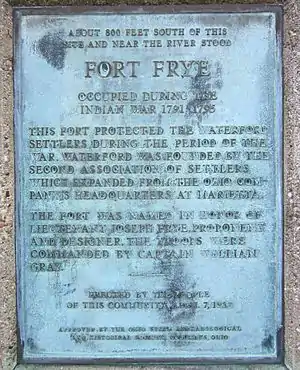 ABOUT 800 FEET SOUTH OF THIS
SITE AND NEAR THE RIVER STOOD
FORT FRYE
OCCUPIED DURING THE
INDIAN WAR 1791-1795
THIS FORT PROTECTED THE WATERFORD
SETTLERS DURING THE PERIOD OF THE
WAR. WATERFORD WAS FOUNDED BY THE
SECOND ASSOCIATION OF SETTLERS
WHICH EXPANDED FROM THE OHIO COM-
PANY'S HEADQUARTERS AT MARIETTA.
THE FORT WAS NAMED IN HONOR OF
LIEUTENANT JOSEPH FRYE, PROPONENT
AND DESIGNER. THE TROOPS WERE
COMMANDED BY CAPTAIN WILLIAM
GRAY.
ERECTED BY THE PEOPLE
OF THIS COMMUNITY, APRIL 7,
APPROVED BY THE OHIO STATE ARCHAEOLOGICAL
AND HISTORICAL SOCIETY, COLUMBUS, OHIO